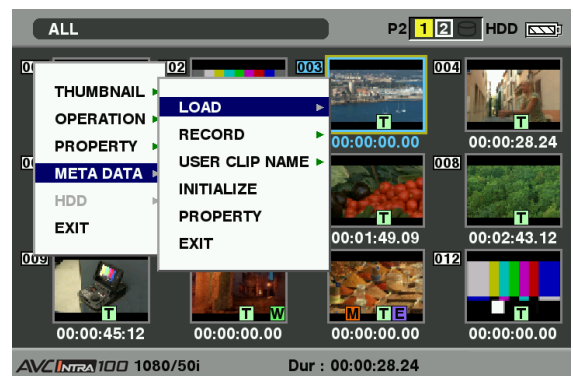 ALL P2 1 2 HDD
02 003 004
THUMBNAIL
OPERATION
PROPERTY
META DATA
HDD
EXIT
LOAD
RECORD
USER CLIP NAME
INITIALIZE
PROPERTY
EXIT
T T
00:00:00.00 00:00:28.24
008
T T
00:01:49.09 00:02:43.12
009 012
T T W M T E T
00:00:45:12 00:00:00.00 00:00:00.00 00:00:00.00
AVC INTRA 100 1080/50i Dur : 00:00:28.24